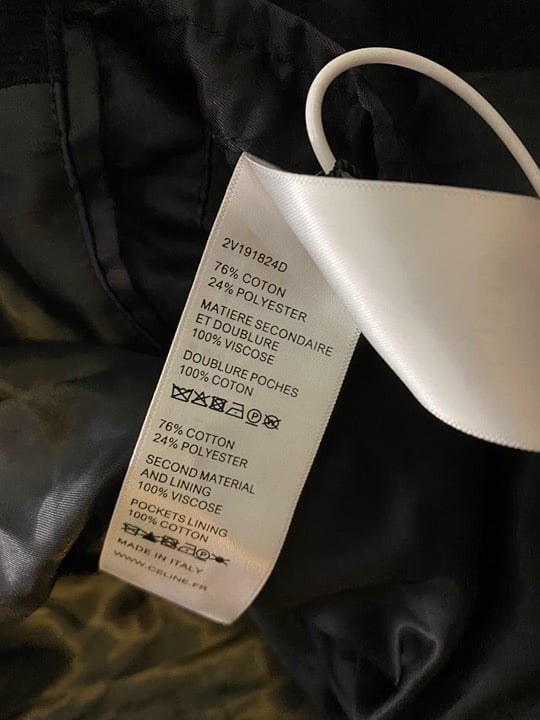 2V191824D
76% COTON
24% POLYESTER
MATIERE SECONDAIRE
ET DOUBLURE
100% VISCOSE
DOUBLURE POCHES
100% COTON
76% COTTON
24% POLYESTER
SECOND MATERIAL
AND LINING
100% VISCOSE
POCKETS LINING
100% COTTON
MADE IN ITALY
WWW.CELINE.FR